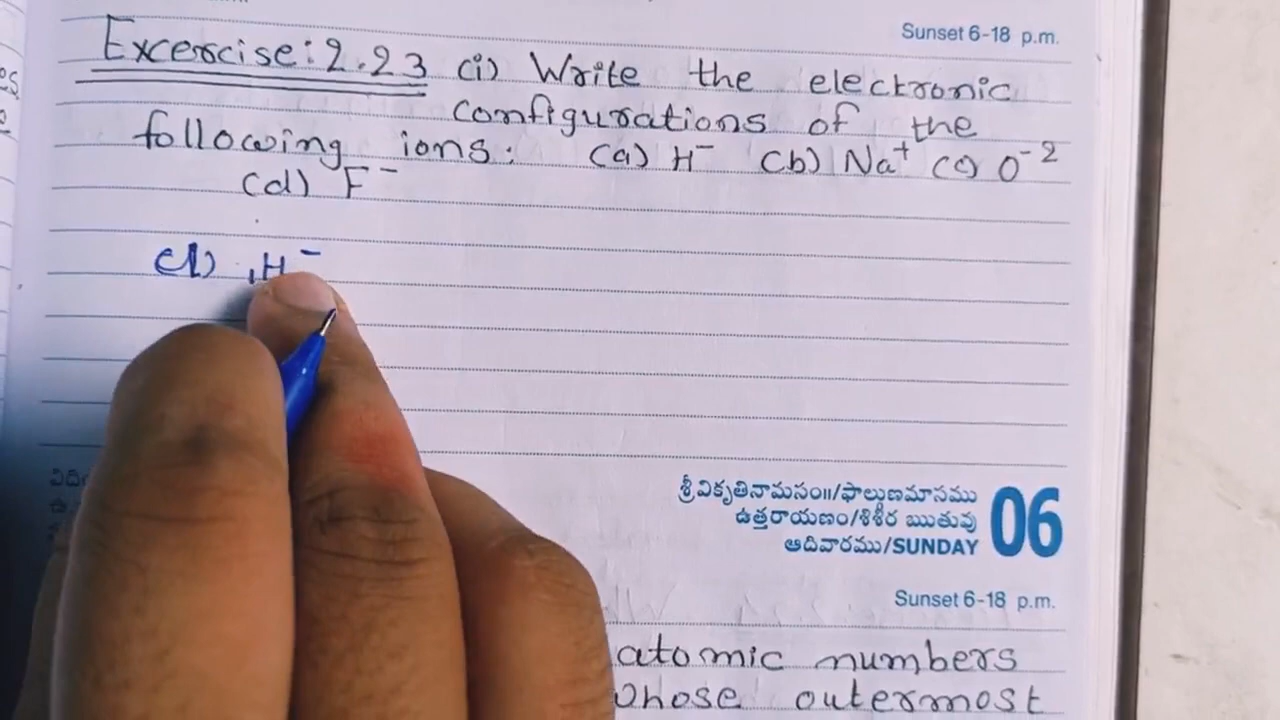 Sunset 6-18 p.m.
Excercise: 2.23 (i) Write the electronic
configurations of the
following ions: (a) H⁻ (b) Na⁺ (c) O⁻²
(d) F⁻
₁H⁻
శ్రీ వికృతినామసం॥/ఫాల్గుణమాసము
ఉత్తరాయణం/శిశిర ఋతువు
ఆదివారము/SUNDAY
06
Sunset 6-18 p.m.
atomic numbers
whose outermost